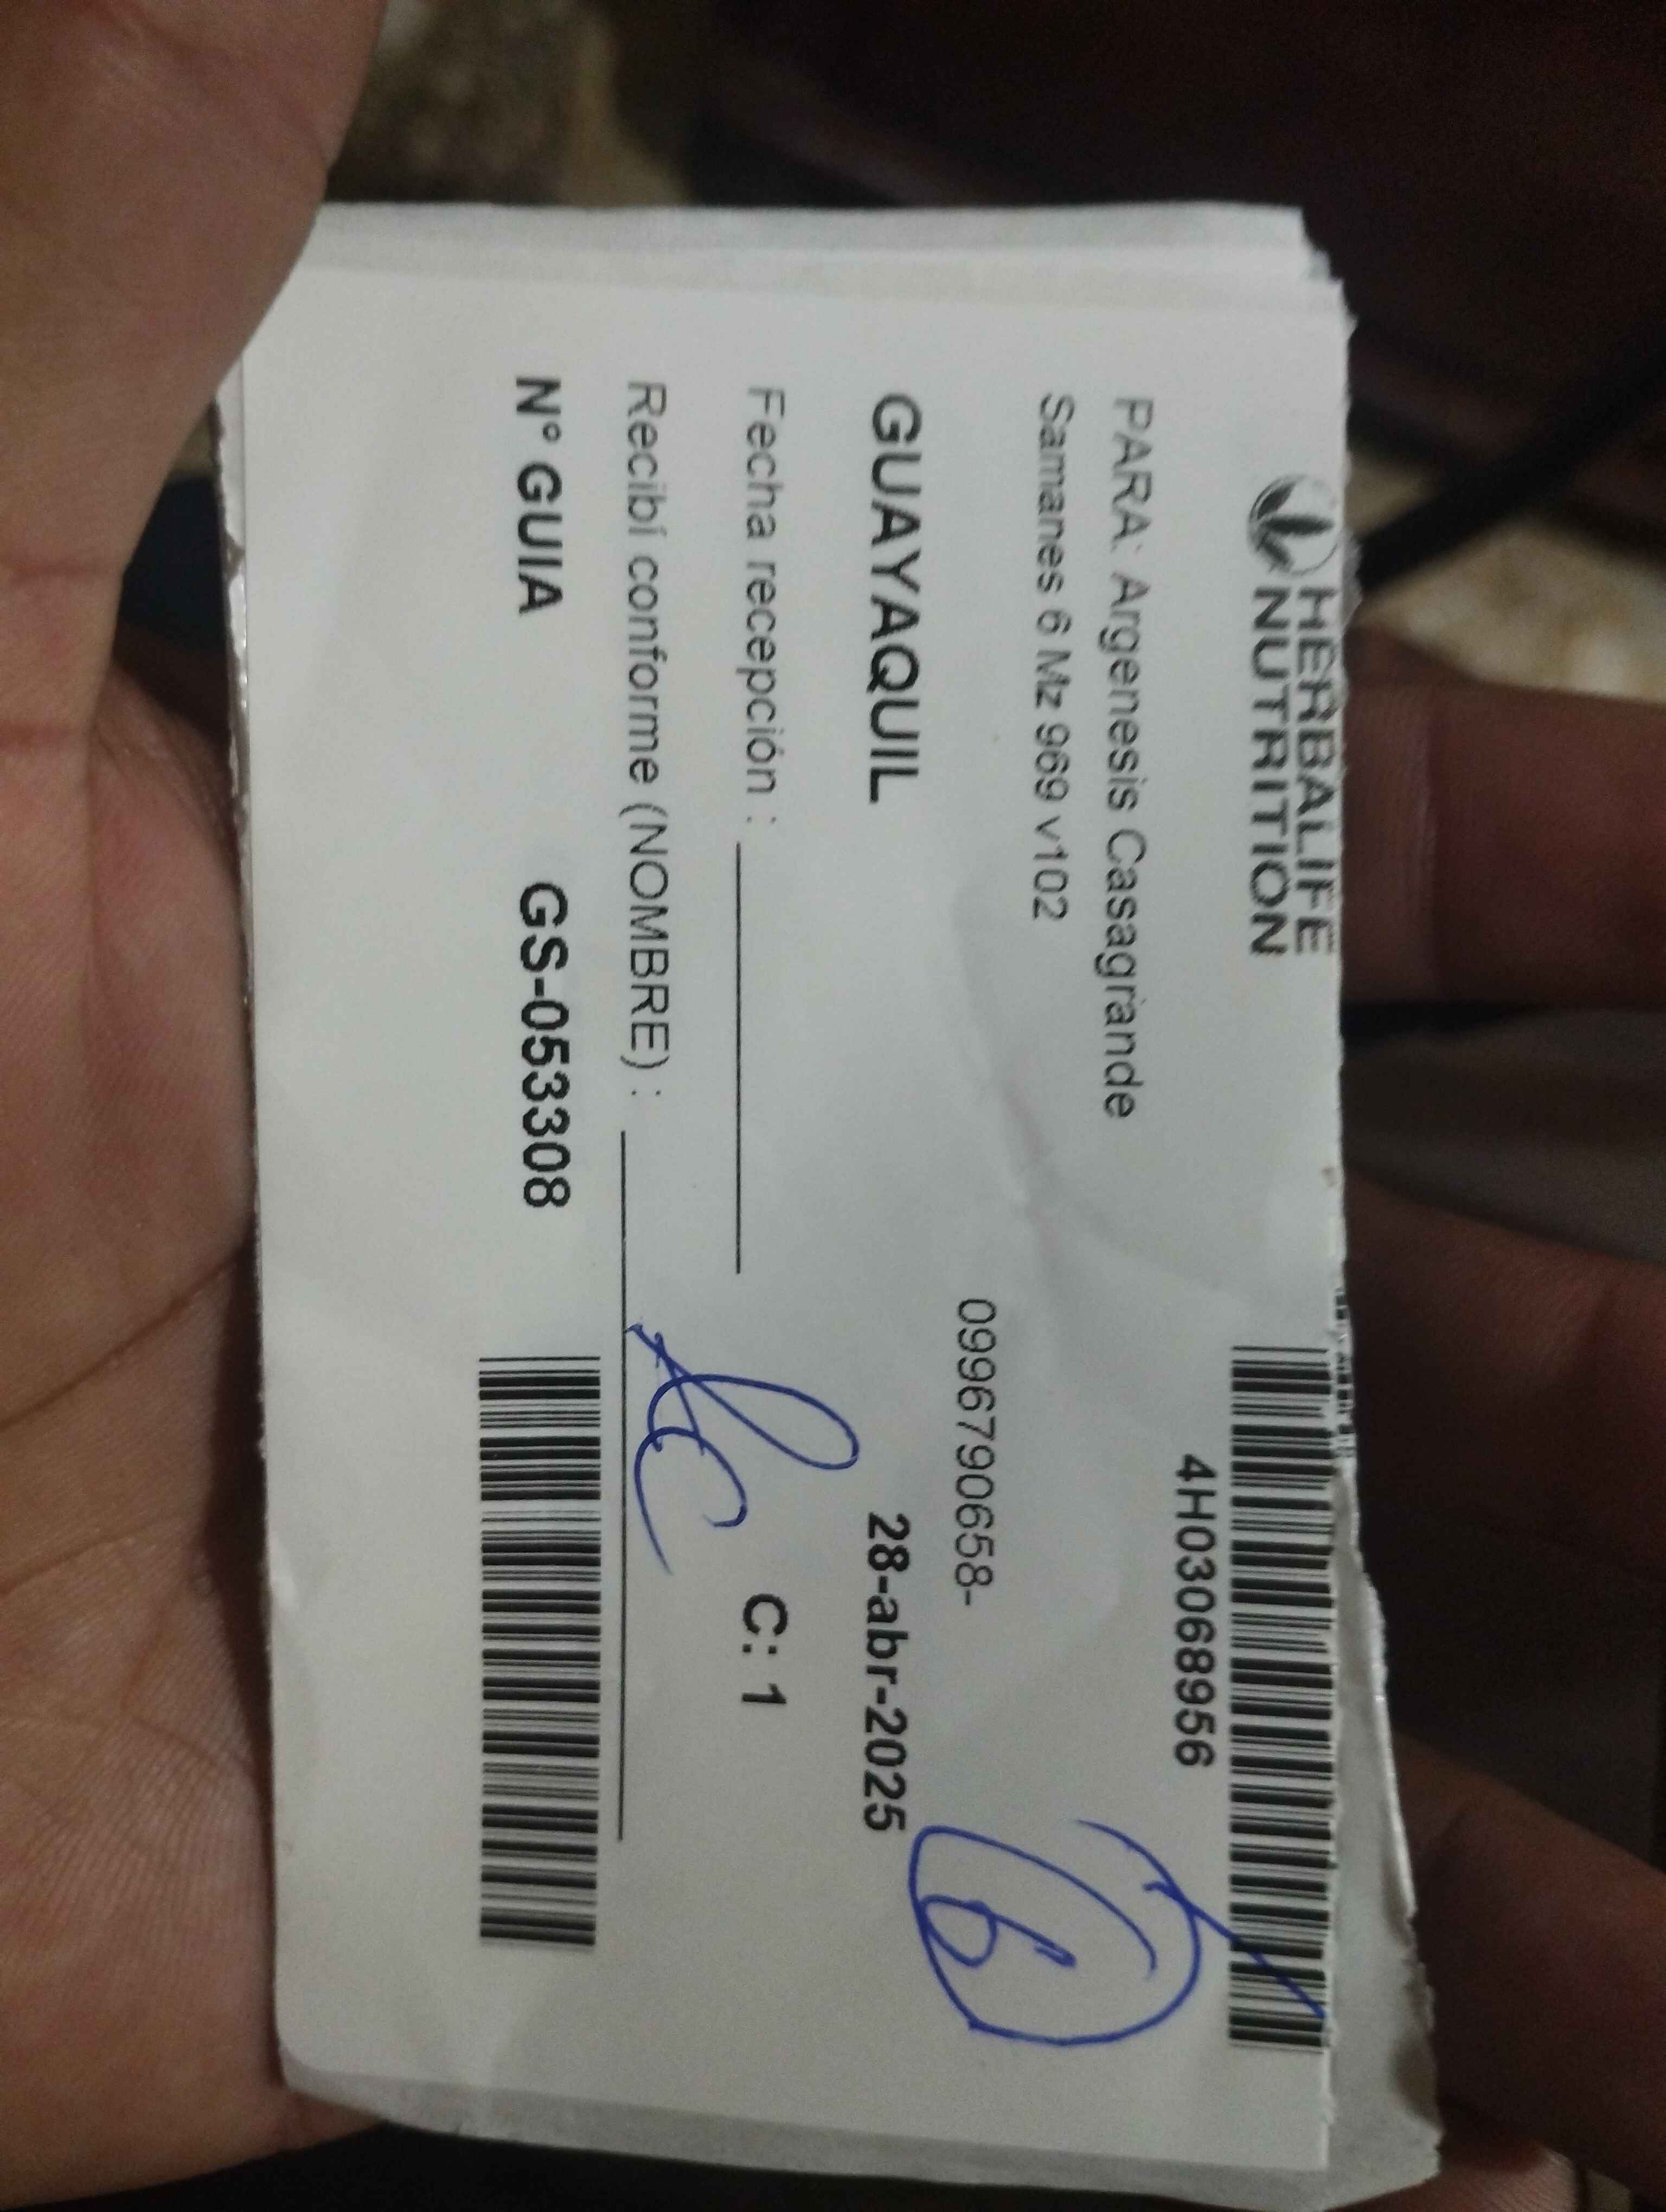 HERBALIFE
NUTRITION
4H03068956
PARA: Argenesis Casagrande
Samanes 6 Mz 969 v102
0996790658-
GUAYAQUIL 28-abr-2025
Fecha recepción : C: 1
Recibí conforme (NOMBRE) :
N° GUIA GS-053308